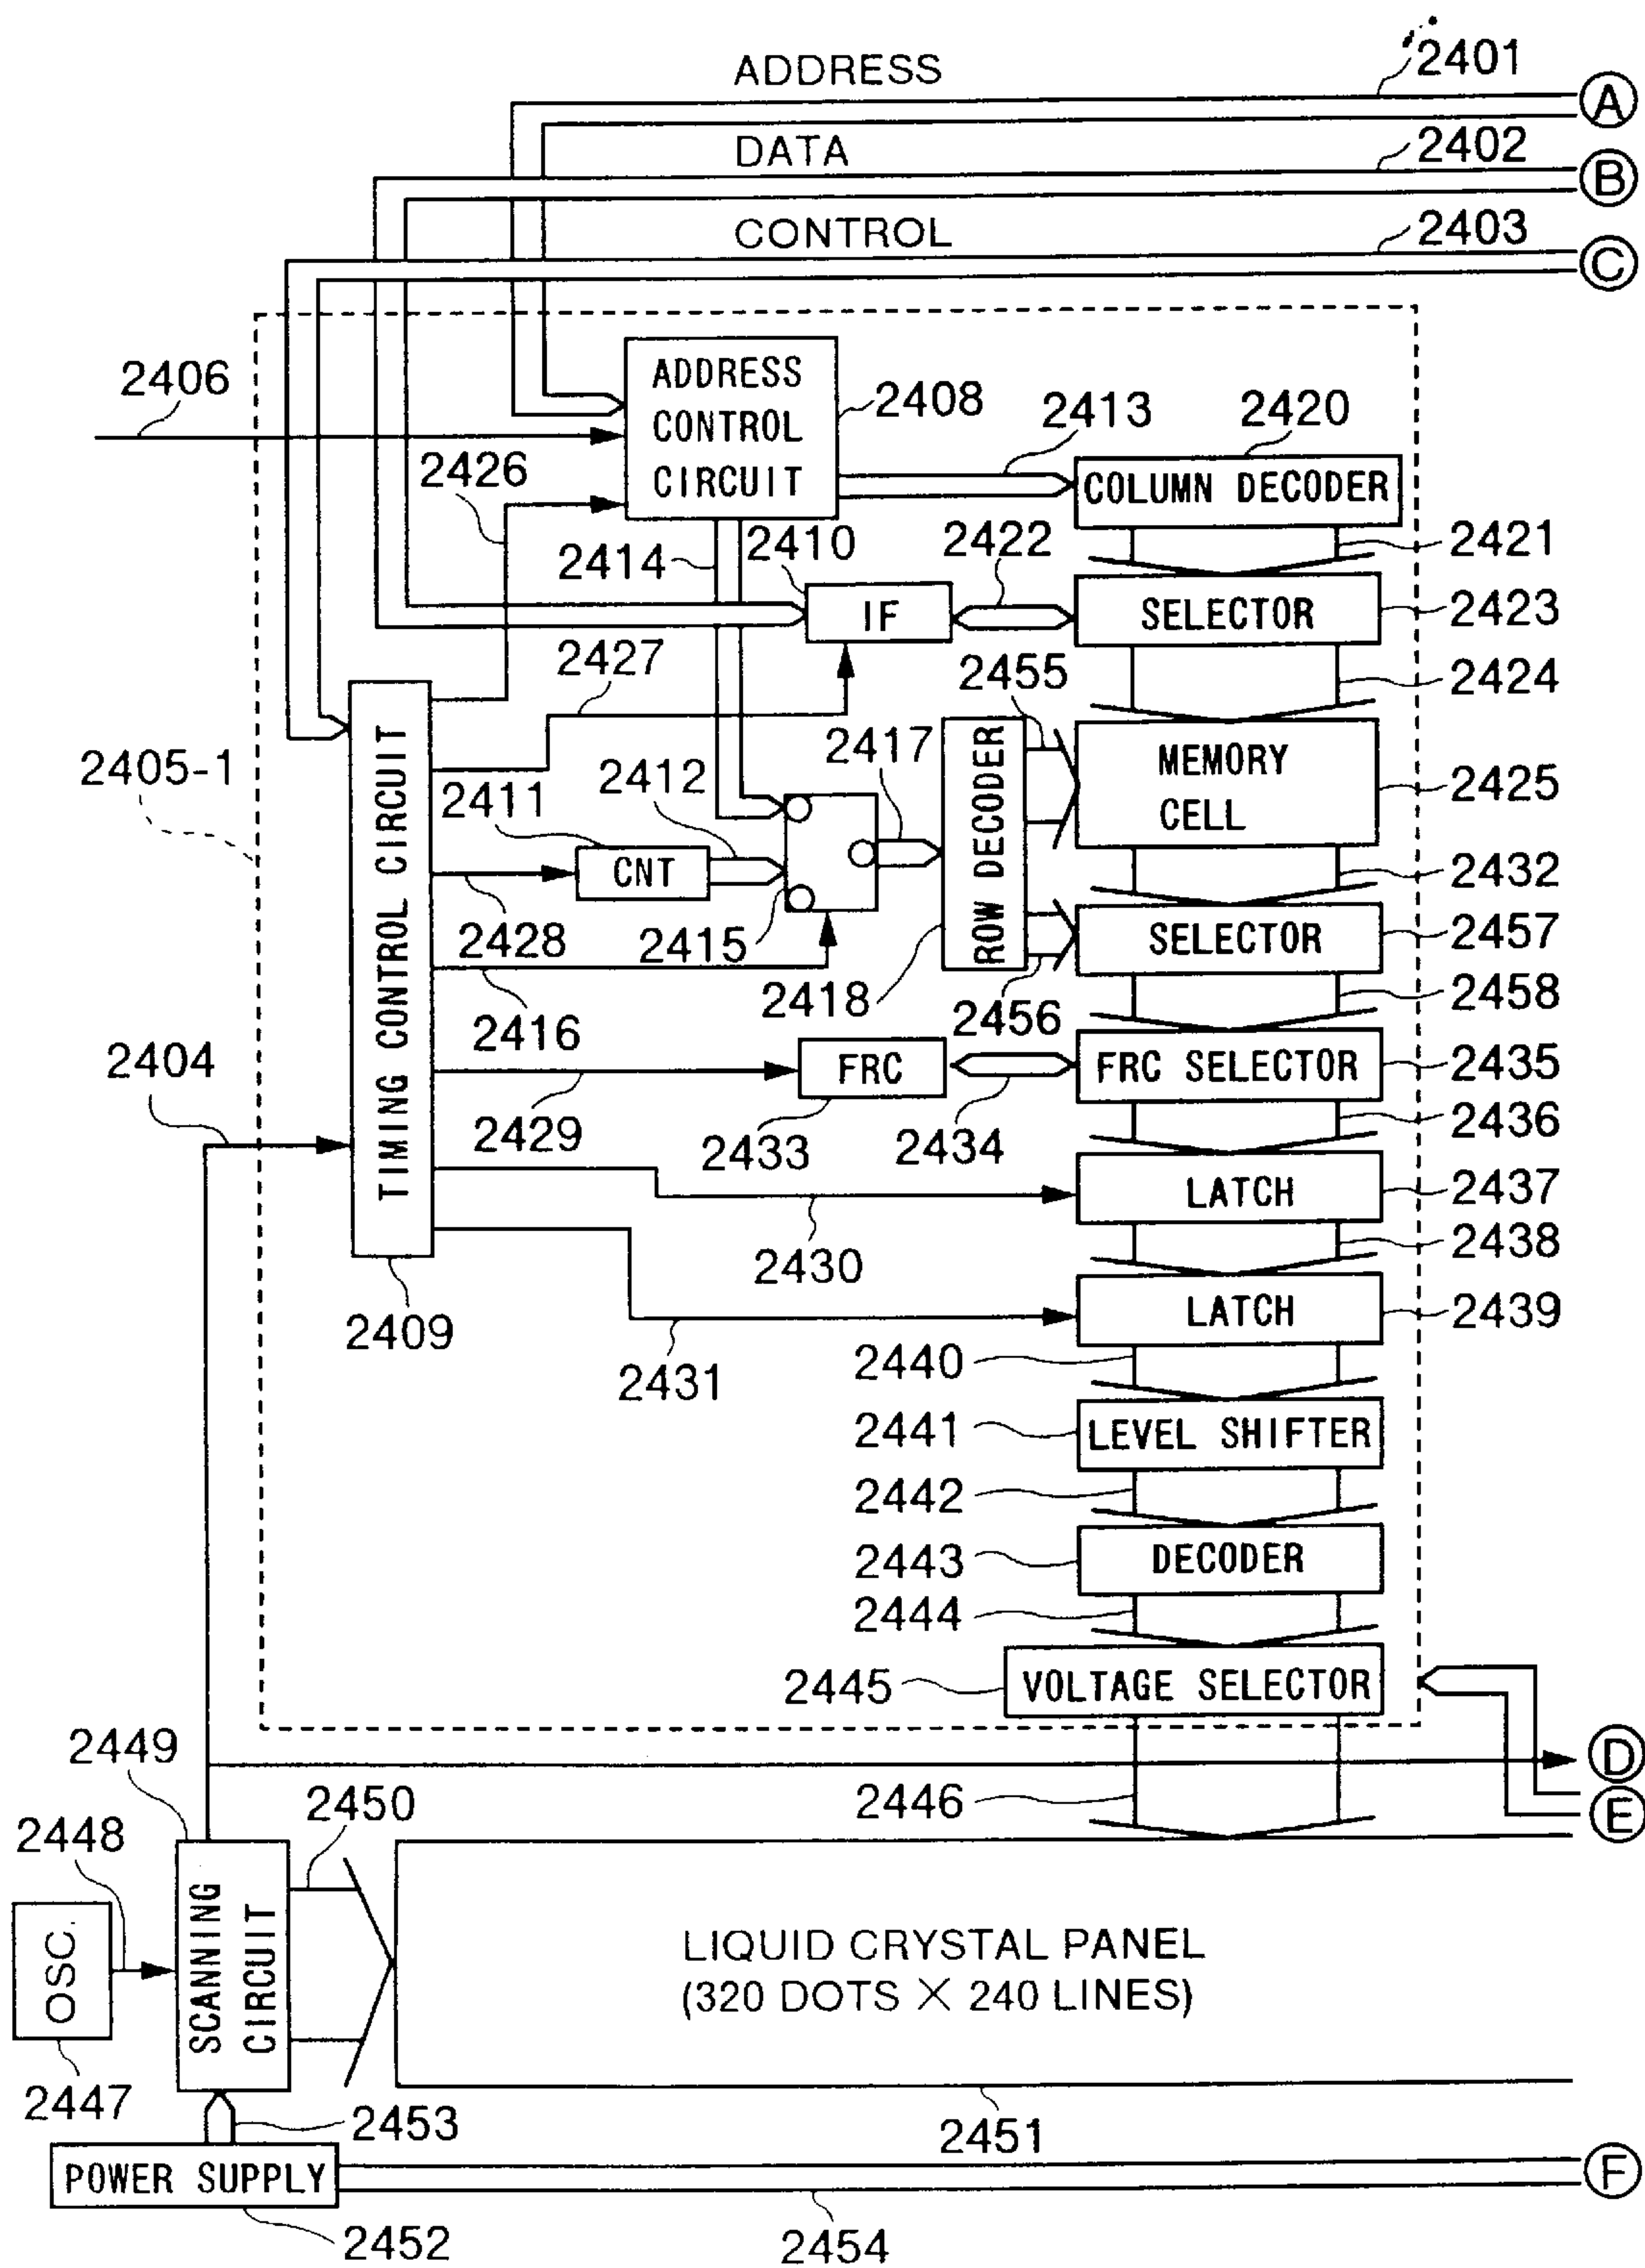 ADDRESS
2401
A
DATA
2402
B
CONTROL
2403
C
2406
ADDRESS
CONTROL
CIRCUIT
2408
2413
2420
2426
COLUMN DECODER
2414
2410
2422
2421
IF
SELECTOR
2423
2427
2455
2424
2405-1
TIMING CONTROL CIRCUIT
2411
2412
2417
ROW DECODER
MEMORY
CELL
2425
CNT
2432
2428
2415
2418
SELECTOR
2457
2416
2456
2458
2404
FRC
FRC SELECTOR
2435
2429
2433
2434
2436
LATCH
2437
2430
2438
2409
LATCH
2439
2431
2440
2441
LEVEL SHIFTER
2442
2443
DECODER
2444
2445
VOLTAGE SELECTOR
2449
D
2450
2446
E
2448
OSC.
SCANNING
CIRCUIT
LIQUID CRYSTAL PANEL
(320 DOTS × 240 LINES)
2447
2453
2451
POWER SUPPLY
F
2452
2454